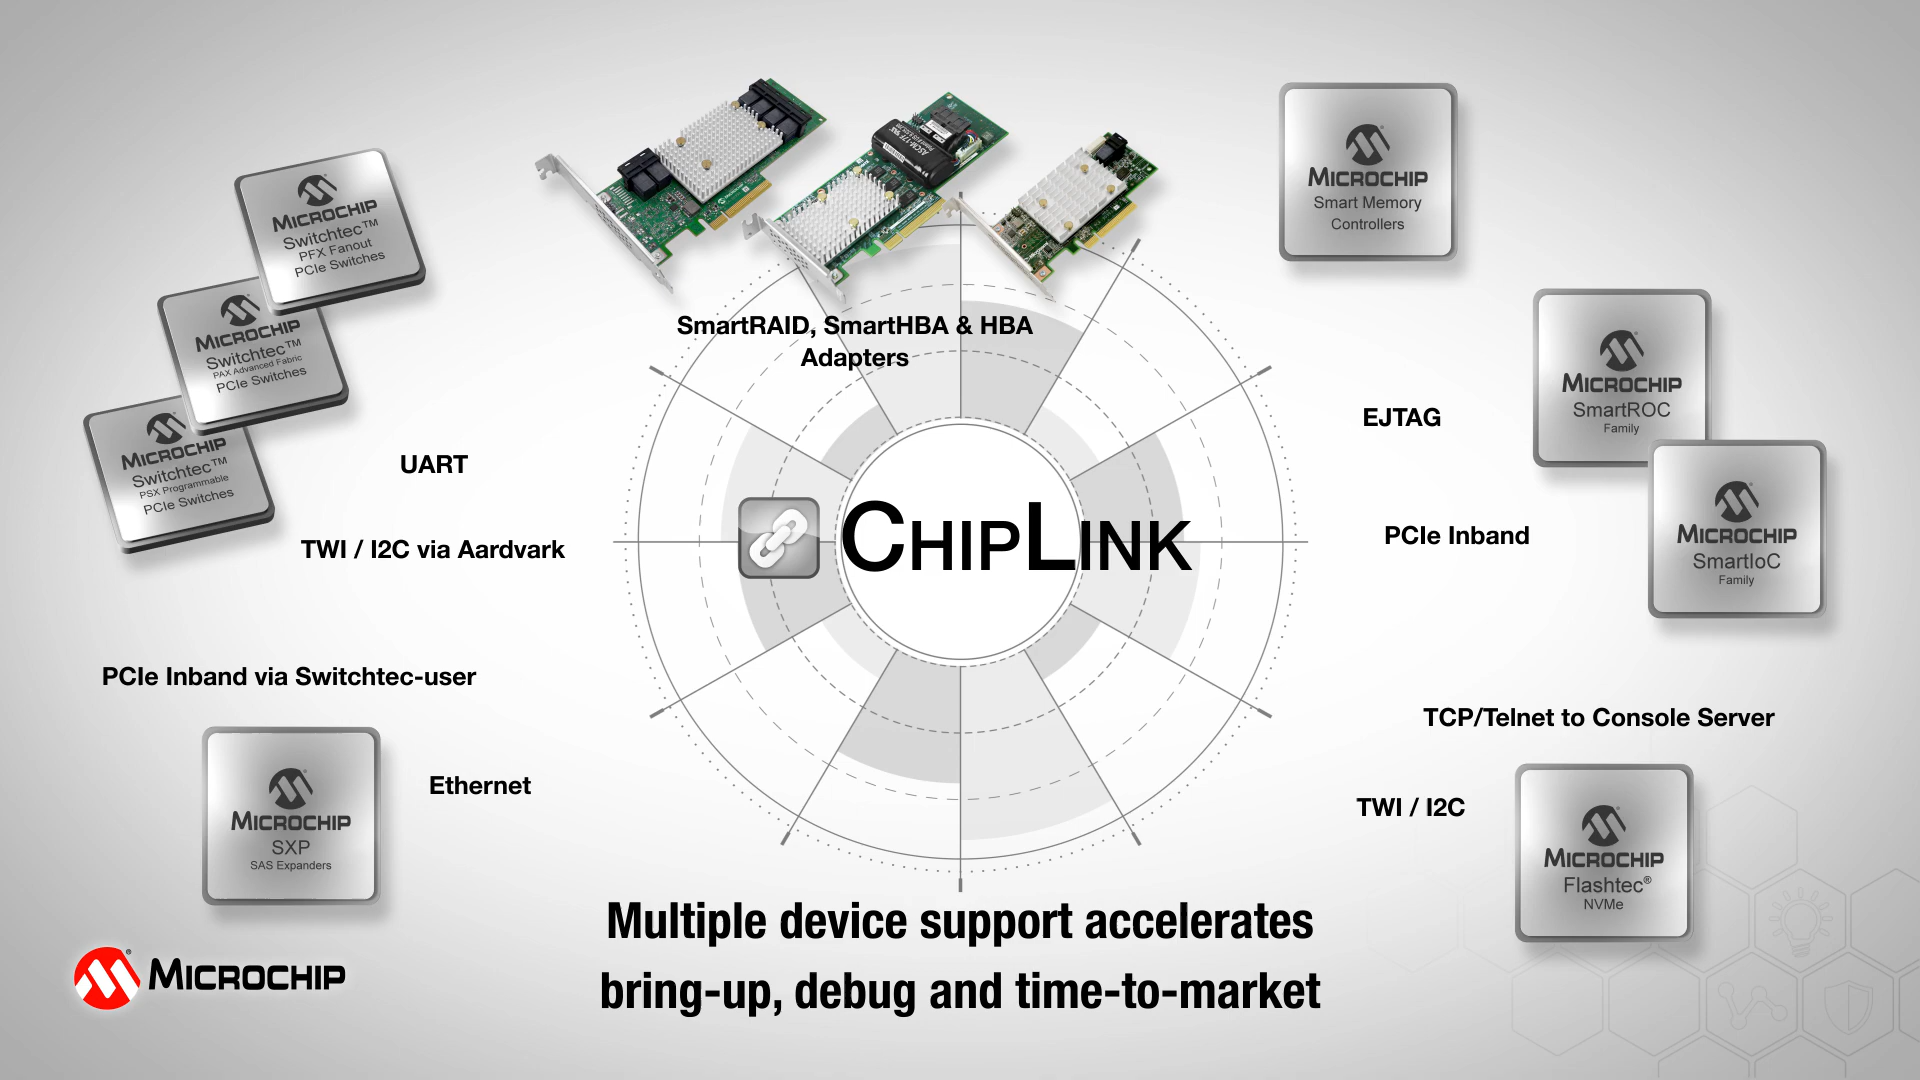 MICROCHIP
Switchtec™
PFX Fanout
PCIe Switches
MICROCHIP
Switchtec™
PAX Advanced Fabric
PCIe Switches
MICROCHIP
Switchtec™
PSX Programmable
PCIe Switches
ASCM-177F
SmartRAID, SmartHBA & HBA
Adapters
MICROCHIP
Smart Memory
Controllers
MICROCHIP
SmartROC
Family
MICROCHIP
SmartIoC
Family
UART
TWI / I2C via Aardvark
PCIe Inband via Switchtec-user
CHIPLINK
EJTAG
PCIe Inband
TCP/Telnet to Console Server
TWI / I2C
MICROCHIP
SXP
SAS Expanders
Ethernet
MICROCHIP
Flashtec®
NVMe
Multiple device support accelerates
bring-up, debug and time-to-market
MICROCHIP